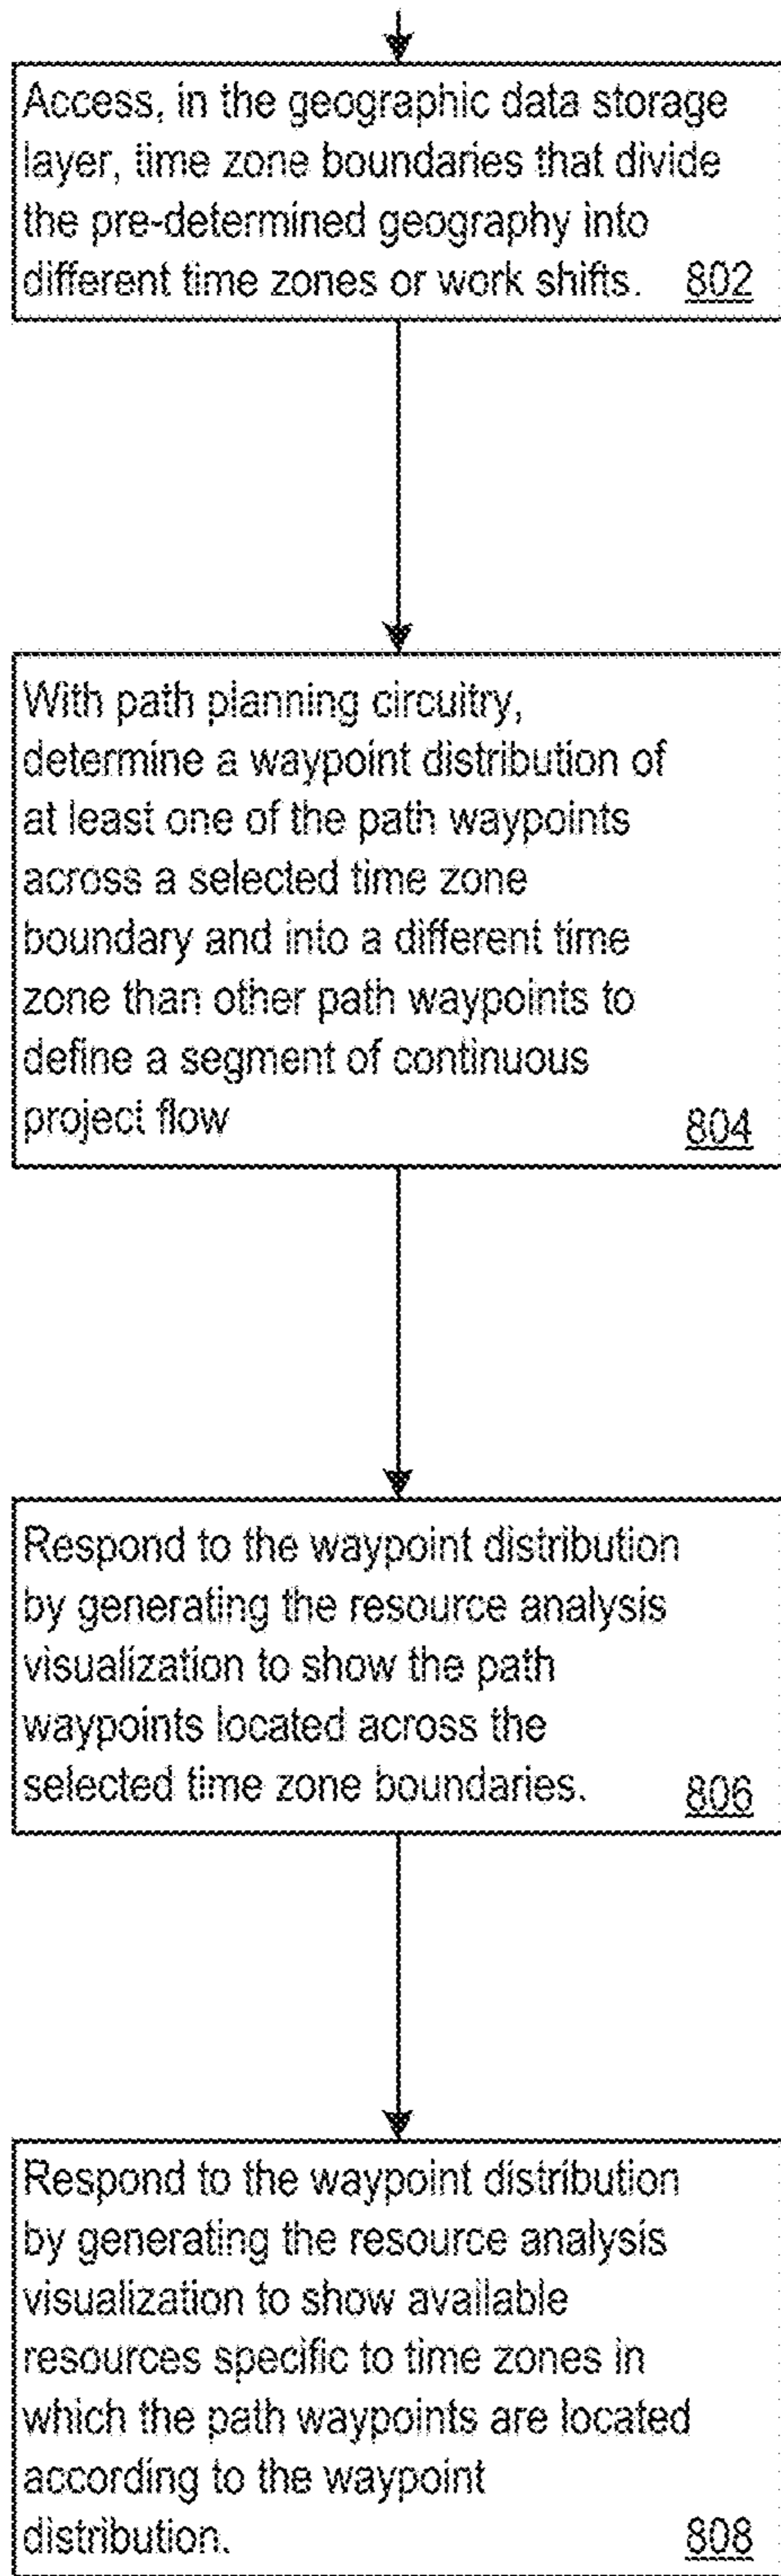 Access, in the geographic data storage
layer, time zone boundaries that divide
the pre-determined geography into
different time zones or work shifts. 802
With path planning circuitry,
determine a waypoint distribution of
at least one of the path waypoints
across a selected time zone
boundary and into a different time
zone than other path waypoints to
define a segment of continuous
project flow 804
Respond to the waypoint distribution
by generating the resource analysis
visualization to show the path
waypoints located across the
selected time zone boundaries. 806
Respond to the waypoint distribution
by generating the resource analysis
visualization to show available
resources specific to time zones in
which the path waypoints are located
according to the waypoint
distribution. 808